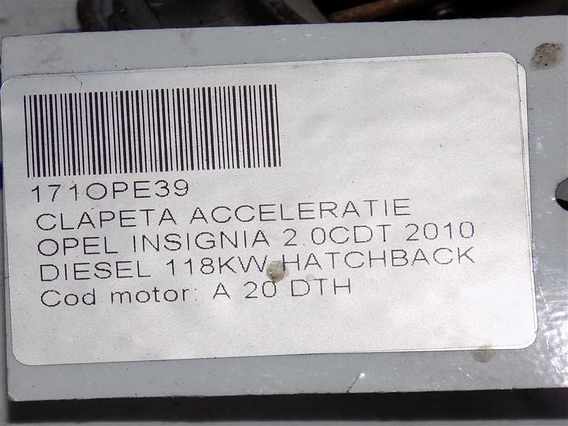 171OPE39
CLAPETA ACCELERATIE
OPEL INSIGNIA 2.0CDT 2010
DIESEL 118KW HATCHBACK
Cod motor: A 20 DTH